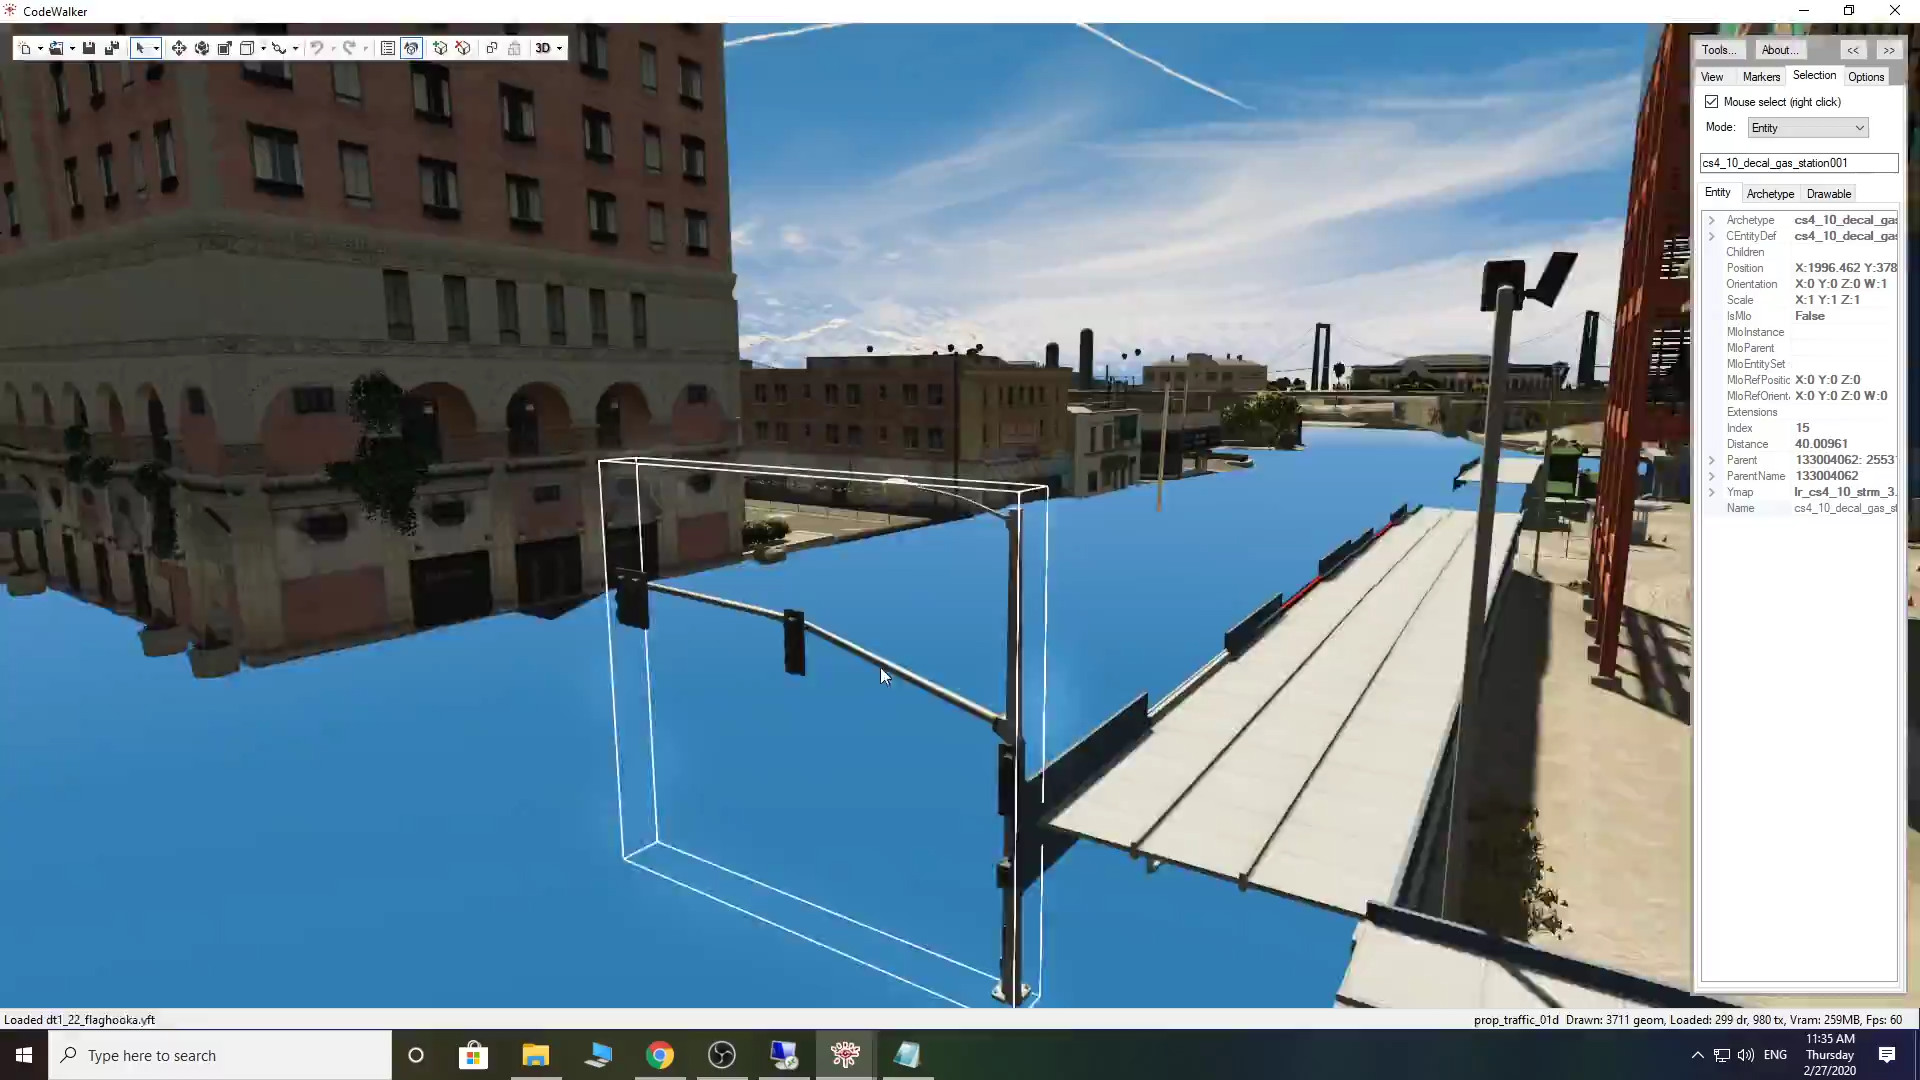 CodeWalker
3D
Tools...
About...
<<
>>
View
Markers
Selection
Options
Mouse select (right click)
Mode:
Entity
cs4_10_decal_gas_station001
Entity
Archetype
Drawable
Archetype cs4_10_decal_gas
CEntityDef cs4_10_decal_gas
Children
Position X:1996.462 Y:378
Orientation X:0 Y:0 Z:0 W:1
Scale X:1 Y:1 Z:1
IsMlo False
MloInstance
MloParent
MloEntitySet
MloRefPositic X:0 Y:0 Z:0
MloRefOrient X:0 Y:0 Z:0 W:0
Extensions
Index 15
Distance 40.00961
Parent 133004062: 2553
ParentName 133004062
Ymap lr_cs4_10_strm_3.
Name cs4_10_decal_gas_st
Loaded dt1_22_flaghooka.yft
prop_traffic_01d Drawn: 3711 geom, Loaded: 299 dr, 980 tx, Vram: 259MB, Fps: 60
Type here to search
ENG
11:35 AM
Thursday
2/27/2020